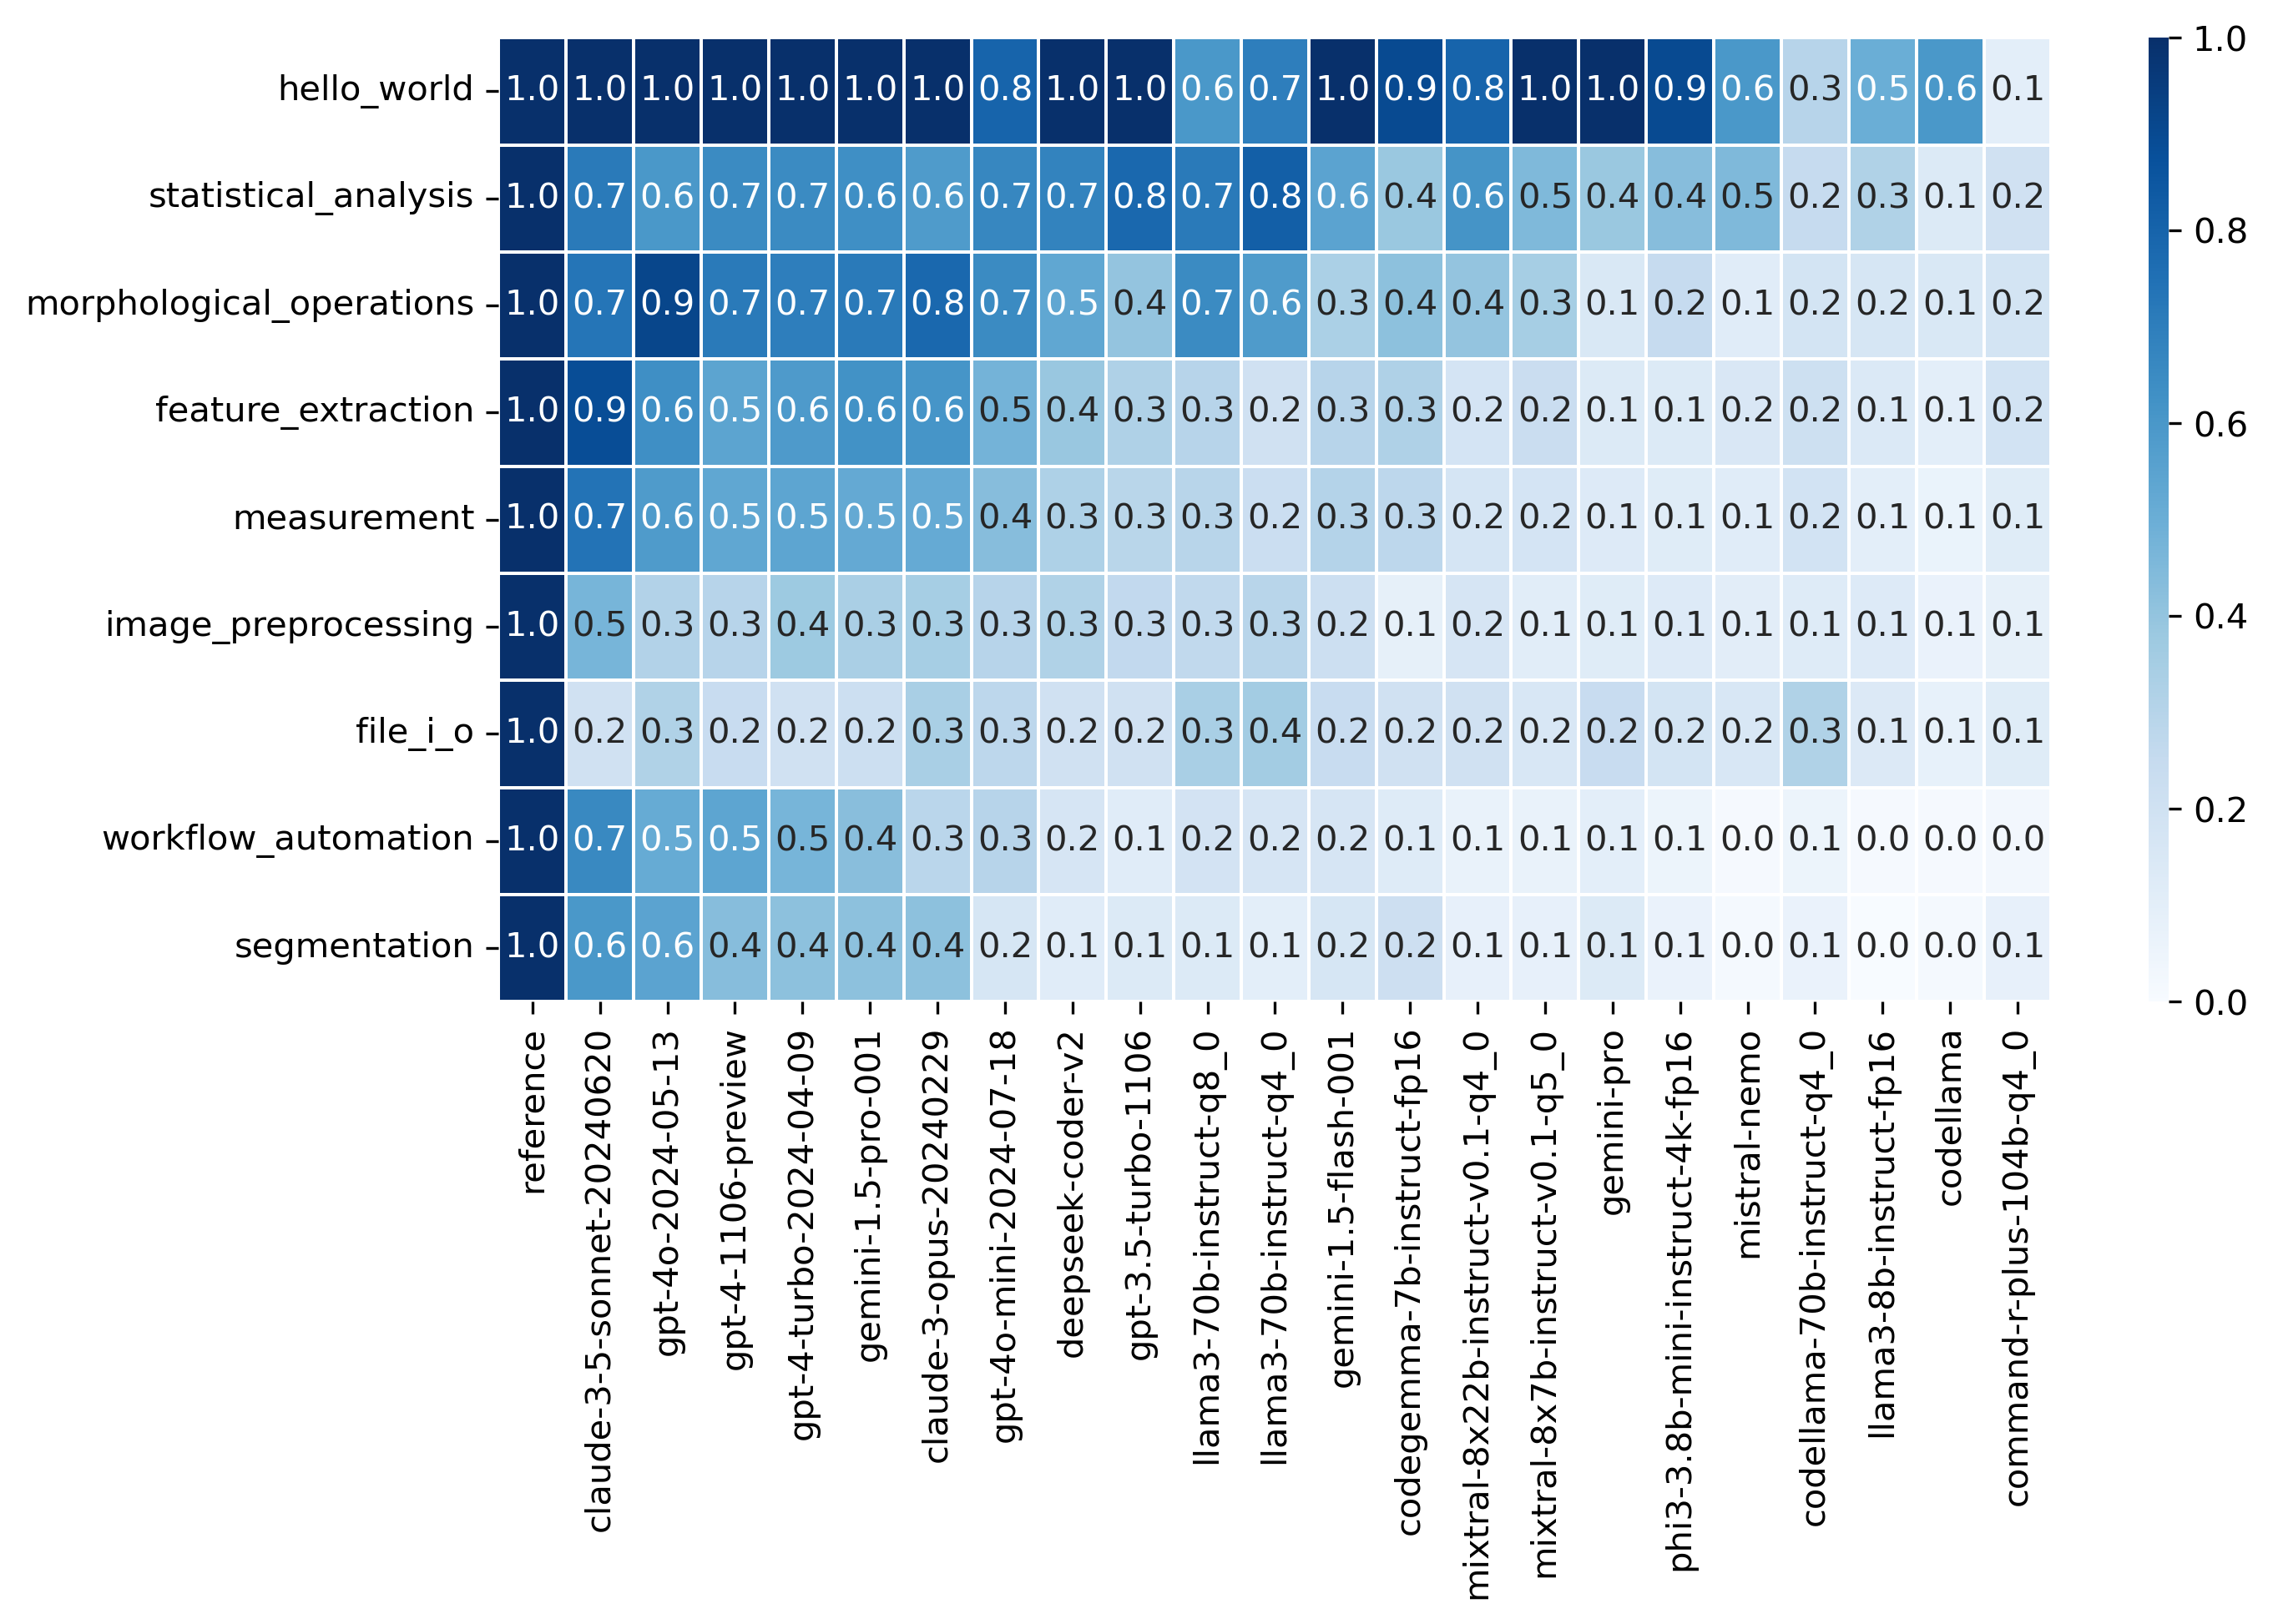 hello_world 1.0 1.0 1.0 1.0 1.0 1.0 1.0 0.8 1.0 1.0 0.6 0.7 1.0 0.9 0.8 1.0 1.0 0.9 0.6 0.3 0.5 0.6 0.1
statistical_analysis 1.0 0.7 0.6 0.7 0.7 0.6 0.6 0.7 0.7 0.8 0.7 0.8 0.6 0.4 0.6 0.5 0.4 0.4 0.5 0.2 0.3 0.1 0.2
morphological_operations 1.0 0.7 0.9 0.7 0.7 0.7 0.8 0.7 0.5 0.4 0.7 0.6 0.3 0.4 0.4 0.3 0.1 0.2 0.1 0.2 0.2 0.1 0.2
feature_extraction 1.0 0.9 0.6 0.5 0.6 0.6 0.6 0.5 0.4 0.3 0.3 0.2 0.3 0.3 0.2 0.2 0.1 0.1 0.2 0.2 0.1 0.1 0.2
measurement 1.0 0.7 0.6 0.5 0.5 0.5 0.5 0.4 0.3 0.3 0.3 0.2 0.3 0.3 0.2 0.2 0.1 0.1 0.1 0.2 0.1 0.1 0.1
image_preprocessing 1.0 0.5 0.3 0.3 0.4 0.3 0.3 0.3 0.3 0.3 0.3 0.3 0.2 0.1 0.2 0.1 0.1 0.1 0.1 0.1 0.1 0.1 0.1
file_i_o 1.0 0.2 0.3 0.2 0.2 0.2 0.3 0.3 0.2 0.2 0.3 0.4 0.2 0.2 0.2 0.2 0.2 0.2 0.2 0.3 0.1 0.1 0.1
workflow_automation 1.0 0.7 0.5 0.5 0.5 0.4 0.3 0.3 0.2 0.1 0.2 0.2 0.2 0.1 0.1 0.1 0.1 0.1 0.0 0.1 0.0 0.0 0.0
segmentation 1.0 0.6 0.6 0.4 0.4 0.4 0.4 0.2 0.1 0.1 0.1 0.1 0.2 0.2 0.1 0.1 0.1 0.1 0.0 0.1 0.0 0.0 0.1
reference
claude-3-5-sonnet-20240620
gpt-4o-2024-05-13
gpt-4-1106-preview
gpt-4-turbo-2024-04-09
gemini-1.5-pro-001
claude-3-opus-20240229
gpt-4o-mini-2024-07-18
deepseek-coder-v2
gpt-3.5-turbo-1106
llama3-70b-instruct-q8_0
llama3-70b-instruct-q4_0
gemini-1.5-flash-001
codegemma-7b-instruct-fp16
mixtral-8x22b-instruct-v0.1-q4_0
mixtral-8x7b-instruct-v0.1-q5_0
gemini-pro
phi3-3.8b-mini-instruct-4k-fp16
mistral-nemo
codellama-70b-instruct-q4_0
llama3-8b-instruct-fp16
codellama
command-r-plus-104b-q4_0
1.0
0.8
0.6
0.4
0.2
0.0